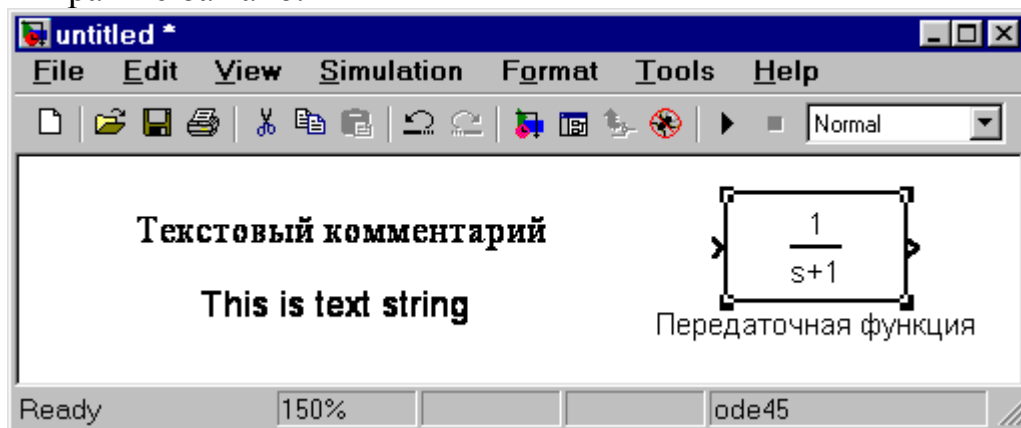 untitled *
File Edit View Simulation Format Tools Help
Normal
Текстовый комментарий
This is text string
1
s+1
Передаточная функция
Ready 150% ode45